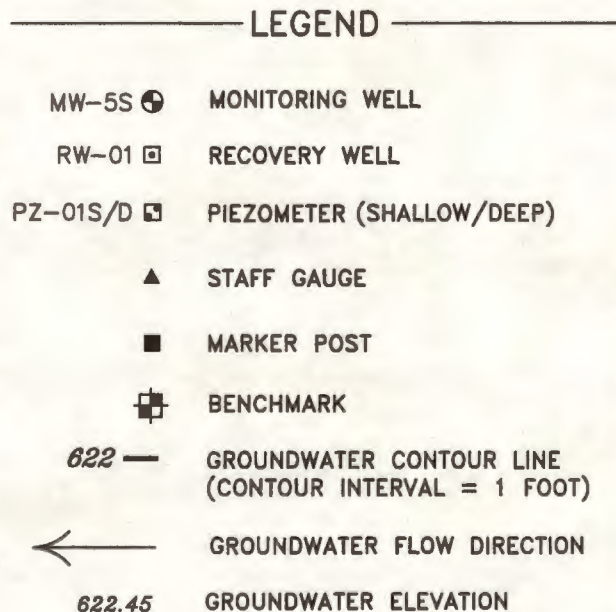 LEGEND
MW-5S MONITORING WELL
RW-01 RECOVERY WELL
PZ-01S/D PIEZOMETER (SHALLOW/DEEP)
STAFF GAUGE
MARKER POST
BENCHMARK
622 GROUNDWATER CONTOUR LINE
(CONTOUR INTERVAL = 1 FOOT)
GROUNDWATER FLOW DIRECTION
622.45 GROUNDWATER ELEVATION